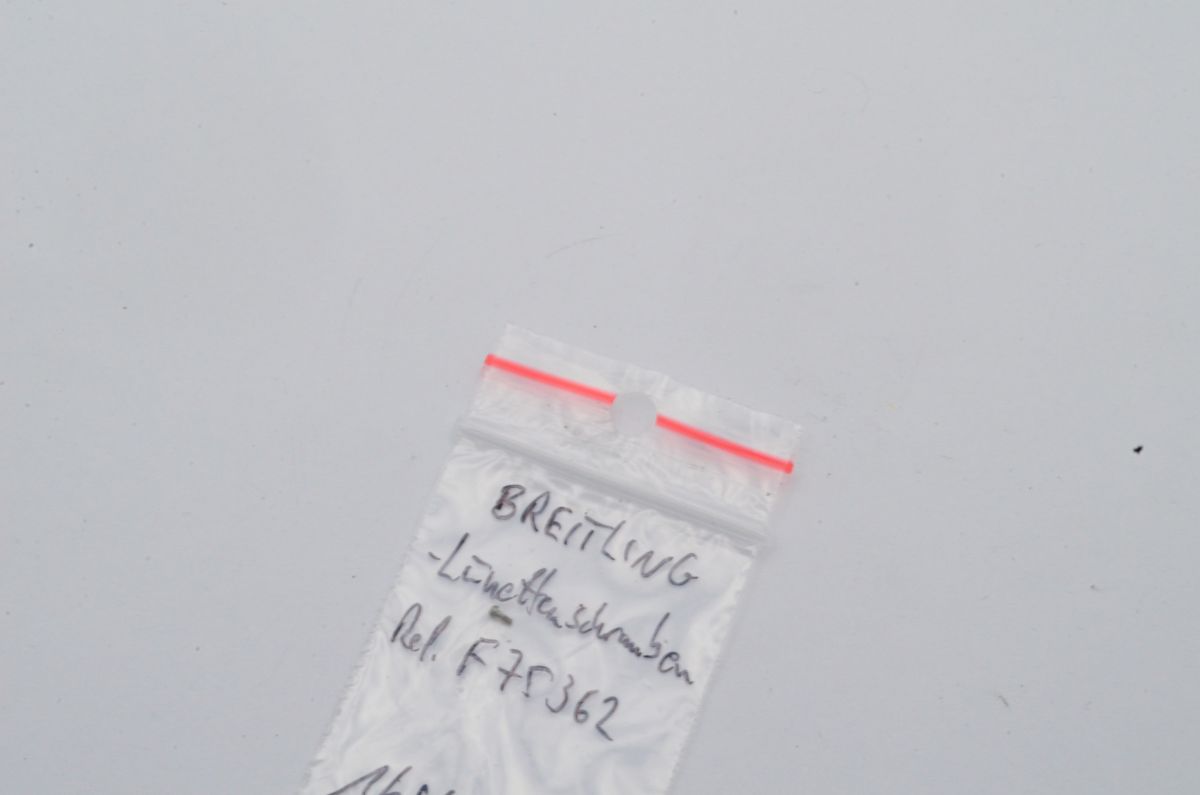 BREITLING
-Lünettenschrauben
Ref. F75362